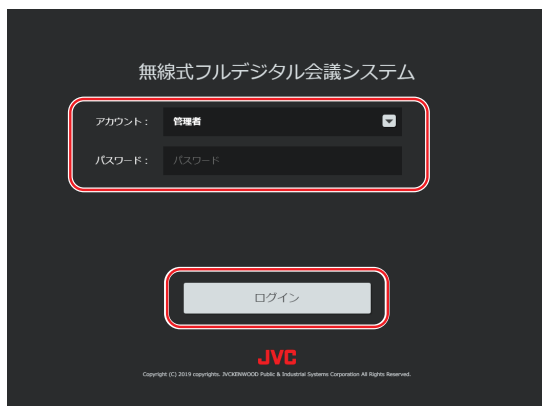 無線式フルデジタル会議システム
アカウント： 管理者
パスワード： パスワード
ログイン
JVC
Copyright (C) 2019 copyrights. JVCKENWOOD Public & Industrial Systems Corporation All Rights Reserved.